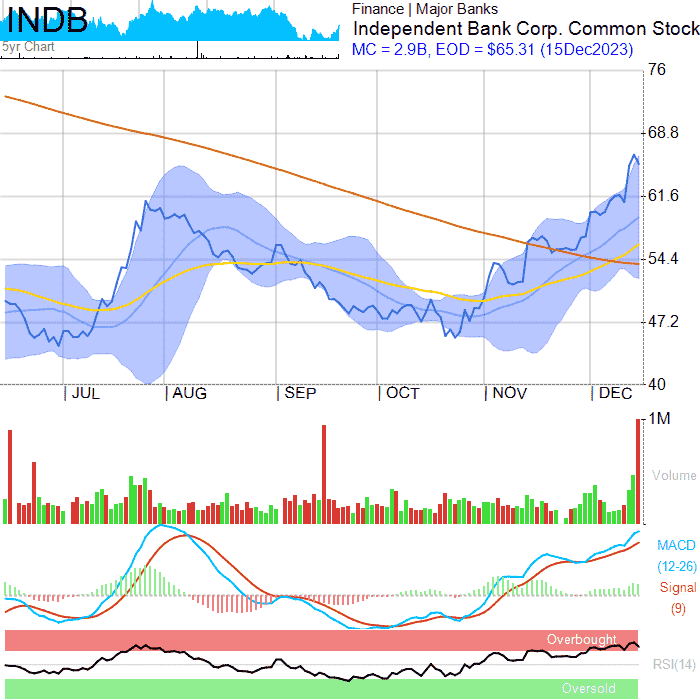 INDB
5yr Chart
Finance | Major Banks
Independent Bank Corp. Common Stock
MC = 2.9B, EOD = $65.31 (15Dec2023)
76
68.8
61.6
54.4
47.2
40
JUL AUG SEP OCT NOV DEC
1M
Volume
MACD
(12-26)
Signal
(9)
Overbought
RSI(14)
Oversold